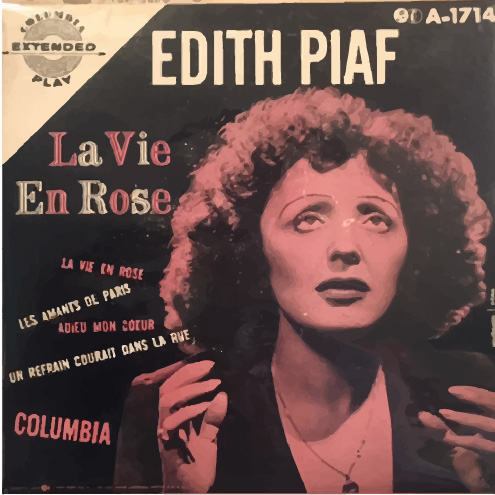 COLUMBIA
EXTENDED
PLAY
A-1714
EDITH PIAF
La Vie
En Rose
LA VIE EN ROSE
LES AMANTS DE PARIS
ADIEU MON COEUR
UN REFRAIN COURAIT DANS LA RUE
COLUMBIA